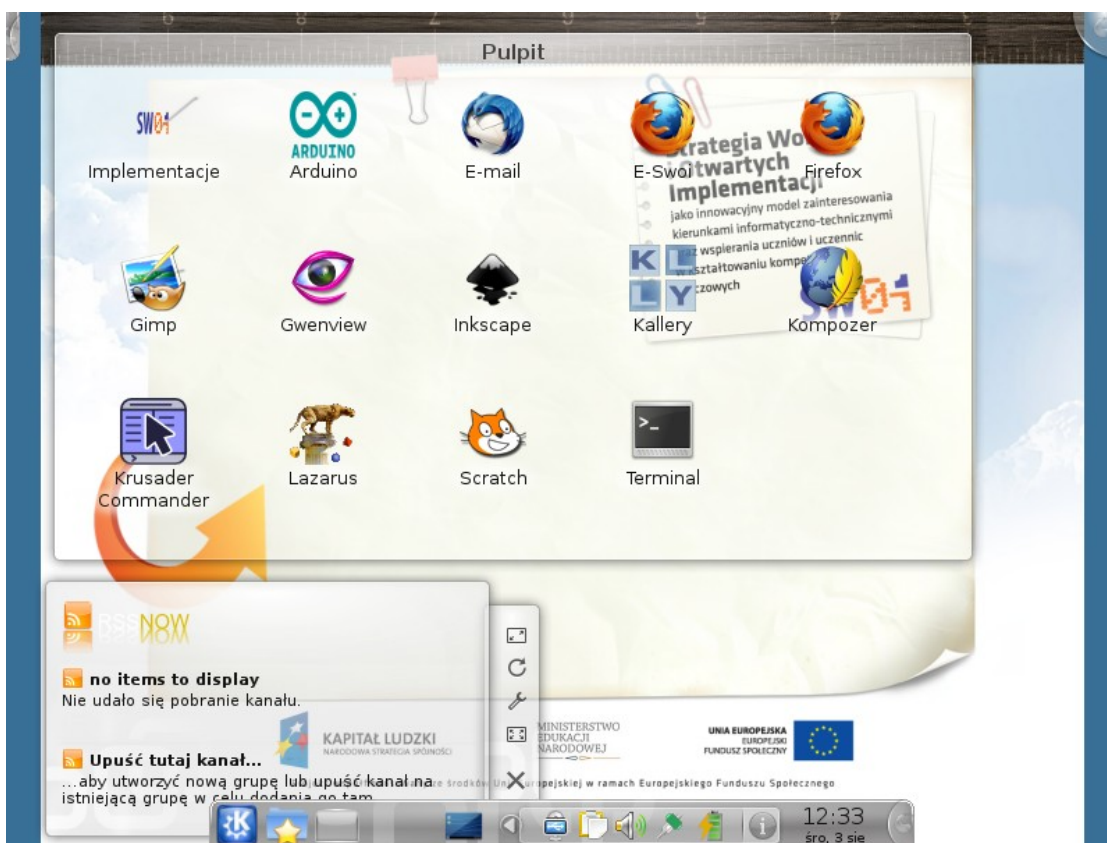 Pulpit
SW01
ARDUINO
Implementacje
Arduino
E-mail
E-Swoi
Firefox
Strategia Wo
i Otwartych
Implementacji
jako innowacyjny model zainteresowania
kierunkami informatyczno-technicznymi
wspierania uczniów i uczennic
w kształtowaniu kompe
czowych
SW01
K L
L Y
Gimp
Gwenview
Inkscape
Kallery
Kompozer
>_
Krusader
Commander
Lazarus
Scratch
Terminal
RSSNOW
no items to display
Nie udało się pobranie kanału.
Upuść tutaj kanał...
...aby utworzyć nową grupę lub upuść kanał na
istniejącą grupę w celu dodania go tam
KAPITAŁ LUDZKI
NARODOWA STRATEGIA SPÓJNOŚCI
MINISTERSTWO
EDUKACJI
NARODOWEJ
UNIA EUROPEJSKA
EUROPEJSKI
FUNDUSZ SPOŁECZNY
środków Unii Europejskiej w ramach Europejskiego Funduszu Społecznego
12:33
śro, 3 sie